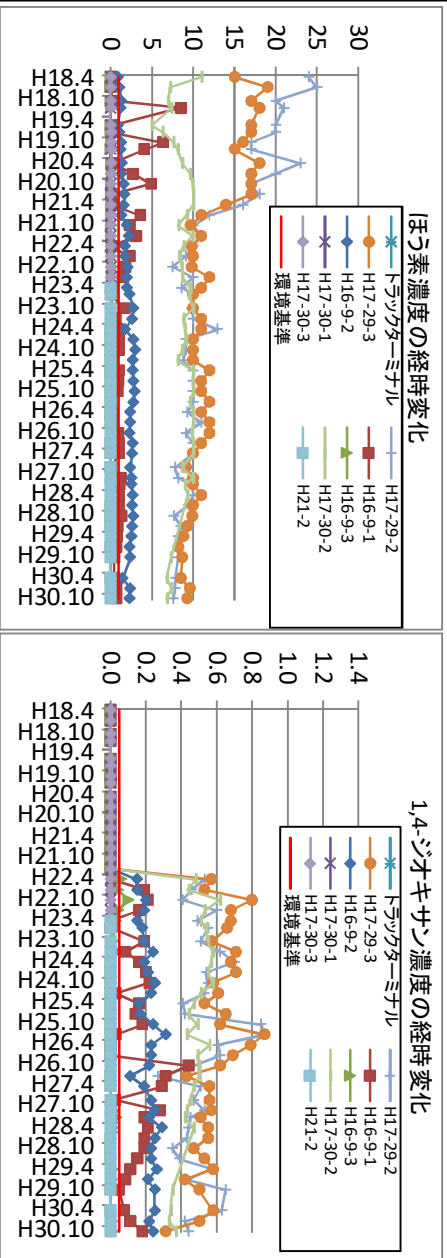 ほう素濃度の経時変化
30
25
20
15
10
5
0
トラックターミナル
H17-29-2
H17-29-3
H16-9-1
H16-9-2
H16-9-3
H17-30-1
H17-30-2
H17-30-3
H21-2
環境基準
H18.4
H18.10
H19.4
H19.10
H20.4
H20.10
H21.4
H21.10
H22.4
H22.10
H23.4
H23.10
H24.4
H24.10
H25.4
H25.10
H26.4
H26.10
H27.4
H27.10
H28.4
H28.10
H29.4
H29.10
H30.4
H30.10
1,4-ジオキサン濃度の経時変化
1.4
1.2
1.0
0.8
0.6
0.4
0.2
0.0
トラックターミナル
H17-29-2
H17-29-3
H16-9-1
H16-9-2
H16-9-3
H17-30-1
H17-30-2
H17-30-3
H21-2
環境基準
H18.4
H18.10
H19.4
H19.10
H20.4
H20.10
H21.4
H21.10
H22.4
H22.10
H23.4
H23.10
H24.4
H24.10
H25.4
H25.10
H26.4
H26.10
H27.4
H27.10
H28.4
H28.10
H29.4
H29.10
H30.4
H30.10